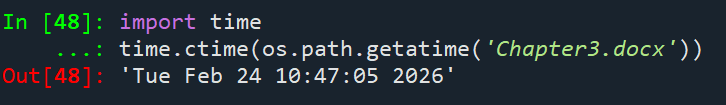 In [48]: import time
    ...: time.ctime(os.path.getatime('Chapter3.docx'))
Out[48]: 'Tue Feb 24 10:47:05 2026'